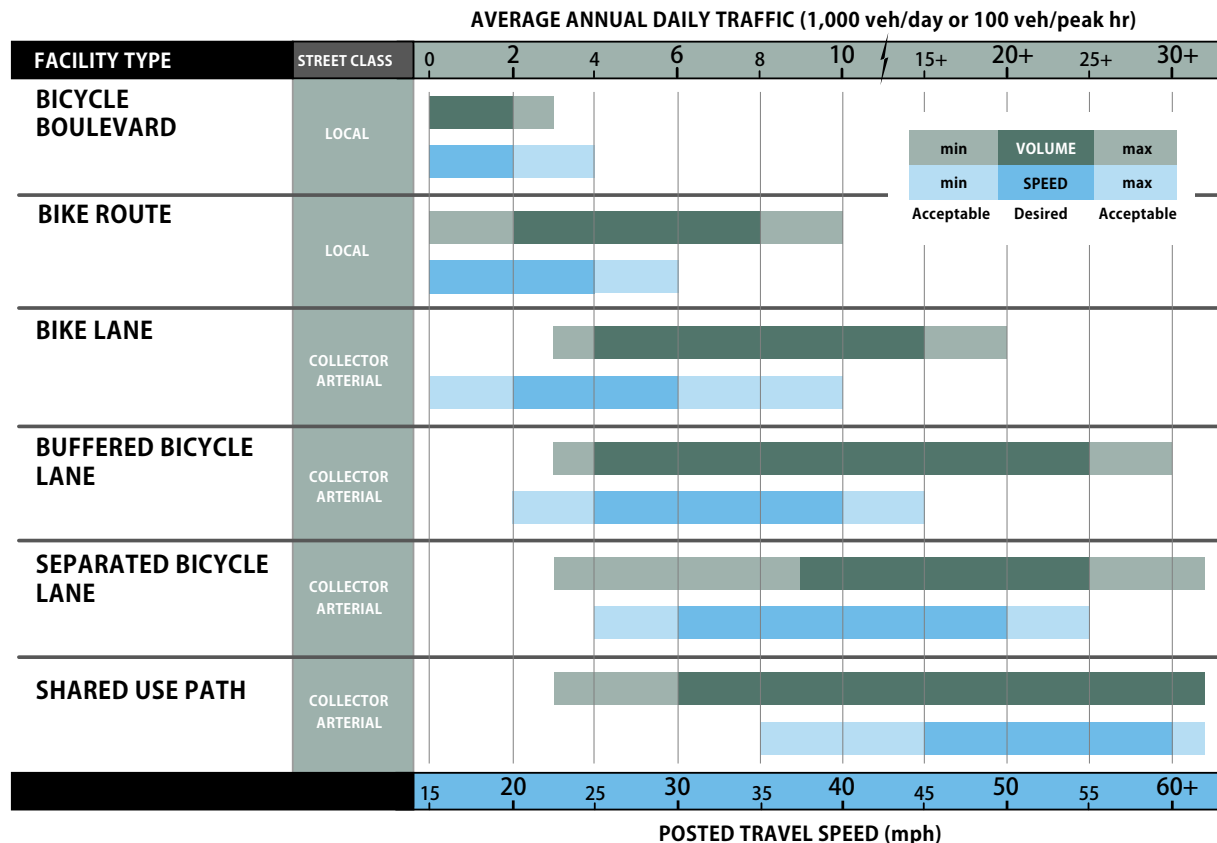 AVERAGE ANNUAL DAILY TRAFFIC (1,000 veh/day or 100 veh/peak hr)
FACILITY TYPE STREET CLASS 0 2 4 6 8 10 15+ 20+ 25+ 30+
BICYCLE
BOULEVARD
LOCAL
min VOLUME max
min SPEED max
Acceptable Desired Acceptable
BIKE ROUTE
LOCAL
BIKE LANE
COLLECTOR
ARTERIAL
BUFFERED BICYCLE
LANE
COLLECTOR
ARTERIAL
SEPARATED BICYCLE
LANE
COLLECTOR
ARTERIAL
SHARED USE PATH
COLLECTOR
ARTERIAL
15 20 25 30 35 40 45 50 55 60+
POSTED TRAVEL SPEED (mph)